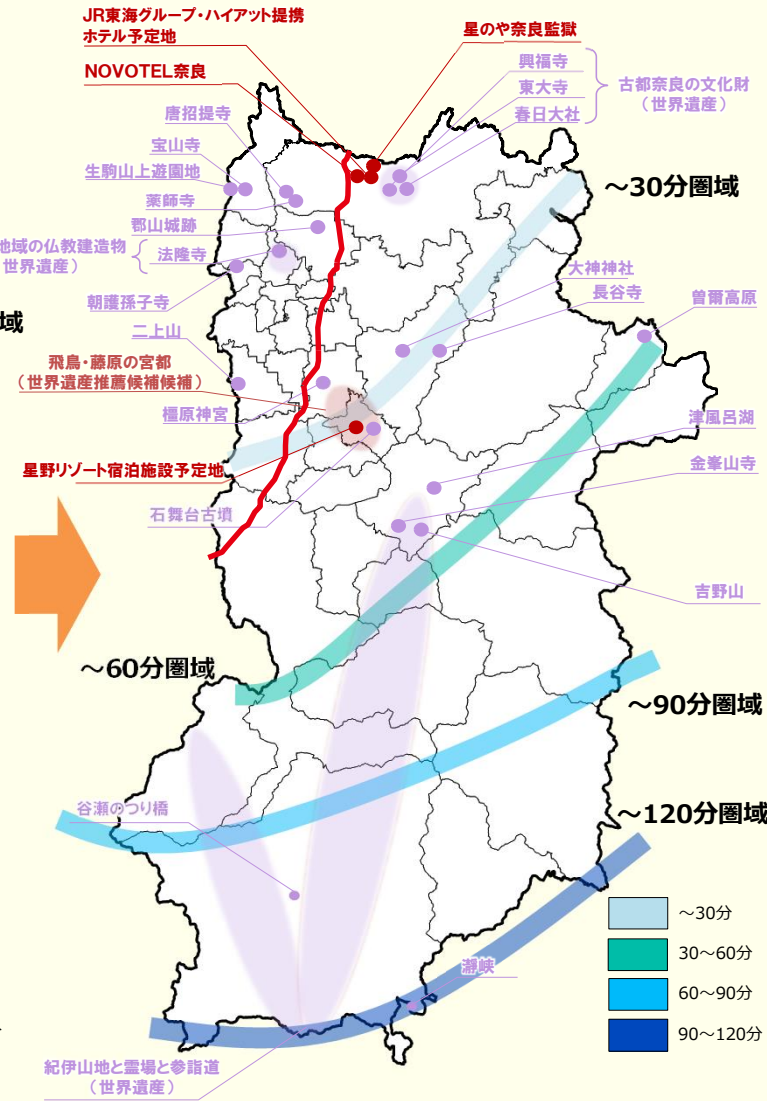 JR東海グループ・ハイアット提携
ホテル予定地
星のや奈良監獄
NOVOTEL奈良
興福寺
東大寺
春日大社
古都奈良の文化財
（世界遺産）
唐招提寺
宝山寺
生駒山上遊園地
薬師寺
郡山城跡
地域の仏教建造物
世界遺産）
法隆寺
朝護孫子寺
～30分圏域
大神神社
長谷寺
曽爾高原
域
二上山
飛鳥・藤原の宮都
（世界遺産推薦候補候補）
橿原神宮
津風呂湖
金峯山寺
星野リゾート宿泊施設予定地
石舞台古墳
吉野山
～60分圏域
～90分圏域
谷瀬のつり橋
～120分圏域
～30分
30～60分
60～90分
90～120分
瀞峡
紀伊山地と霊場と参詣道
（世界遺産）